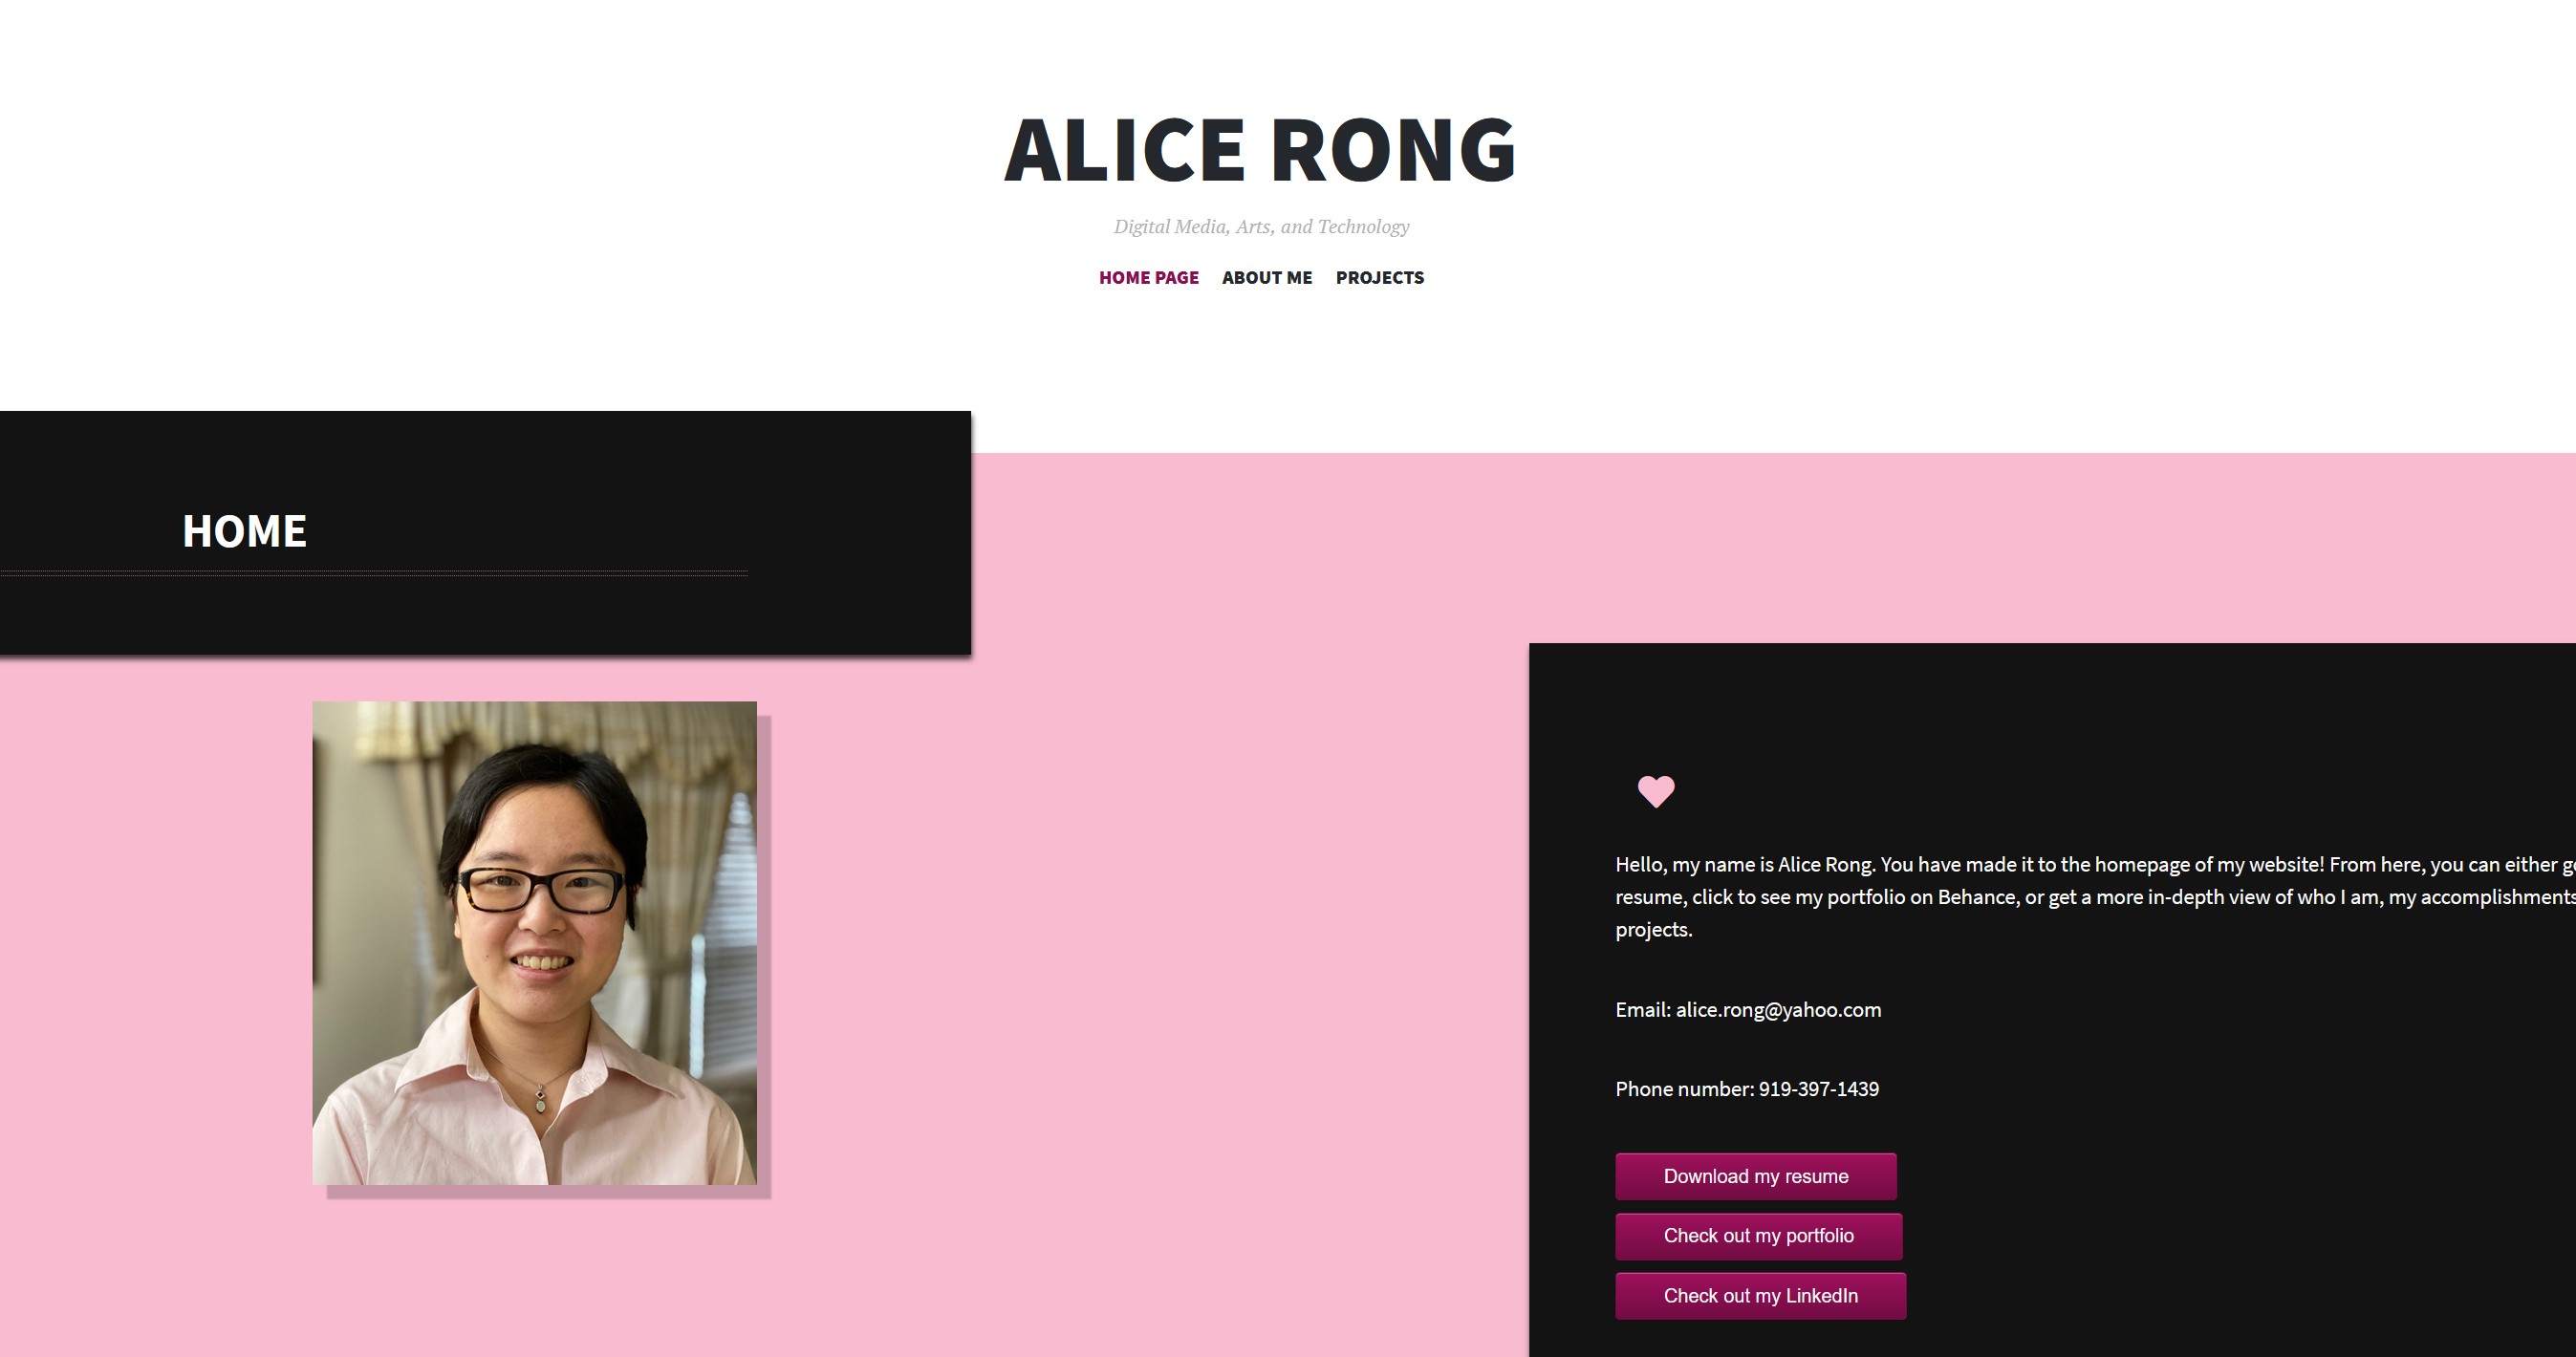 ALICE RONG
Digital Media, Arts, and Technology
HOME PAGE ABOUT ME PROJECTS
HOME
Hello, my name is Alice Rong. You have made it to the homepage of my website! From here, you can either
resume, click to see my portfolio on Behance, or get a more in-depth view of who I am, my accomplishments
projects.
Email: alice.rong@yahoo.com
Phone number: 919-397-1439
Download my resume
Check out my portfolio
Check out my LinkedIn